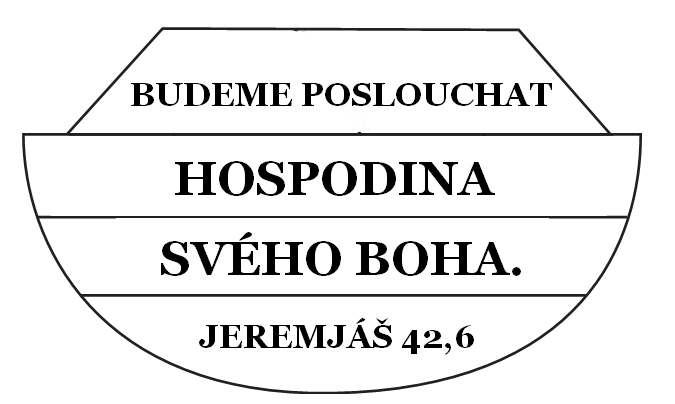 BUDEME POSLOUCHAT
HOSPODINA
SVÉHO BOHA.
JEREMJÁŠ 42,6